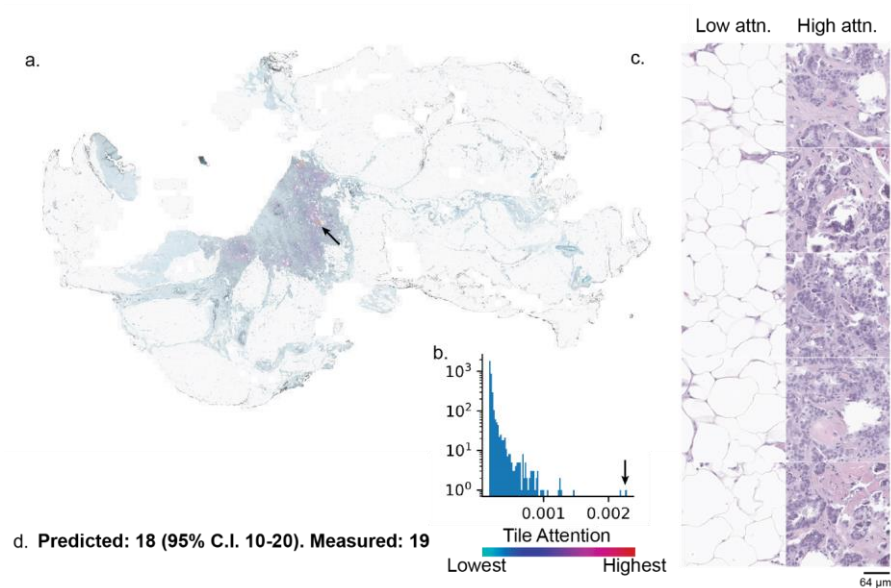 Low attn. High attn.
a.
c.
b.
10³
10²
10¹
10⁰
0.001 0.002
Tile Attention
Lowest Highest
d. Predicted: 18 (95% C.I. 10-20). Measured: 19
64 µm